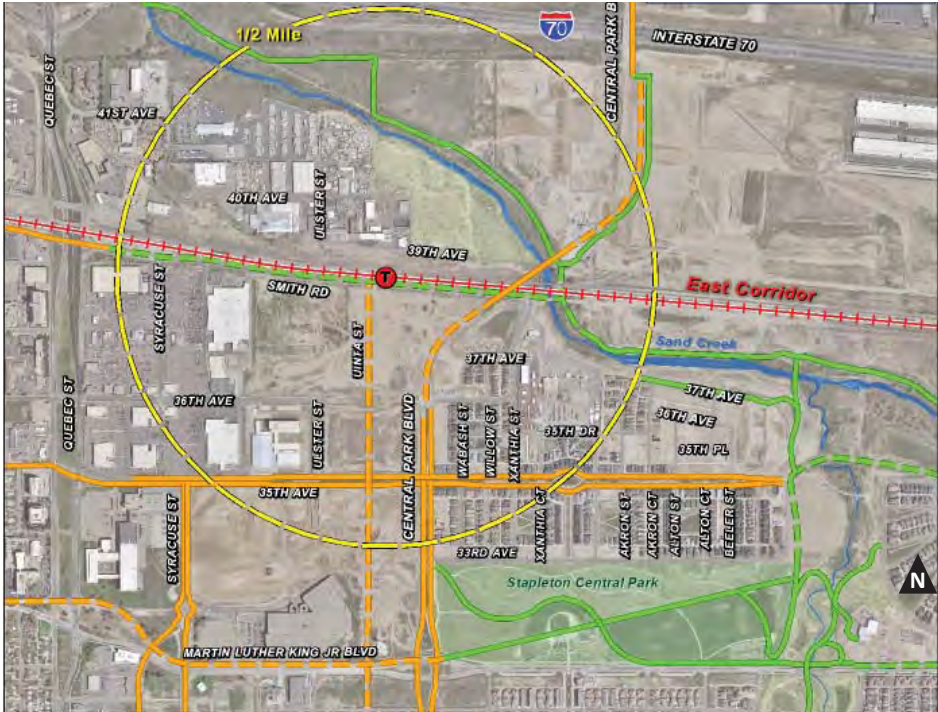 1/2 Mile
70
CENTRAL PARK B
INTERSTATE 70
QUEBEC ST
41ST AVE
40TH AVE
ULSTER ST
39TH AVE
T
SMITH RD
East Corridor
SYRACUSE ST
UINTA ST
Sand Creek
37TH AVE
37TH AVE
QUEBEC ST
36TH AVE
ULSTER ST
CENTRAL PARK BLVD
WABASH ST
WILLOW ST
XANTHIA ST
35TH DR
36TH AVE
35TH PL
35TH AVE
SYRACUSE ST
33RD AVE
XANTHIA CT
AKRON ST
AKRON CT
ALTON ST
ALTON CT
BEELER ST
Stapleton Central Park
N
MARTIN LUTHER KING JR BLVD